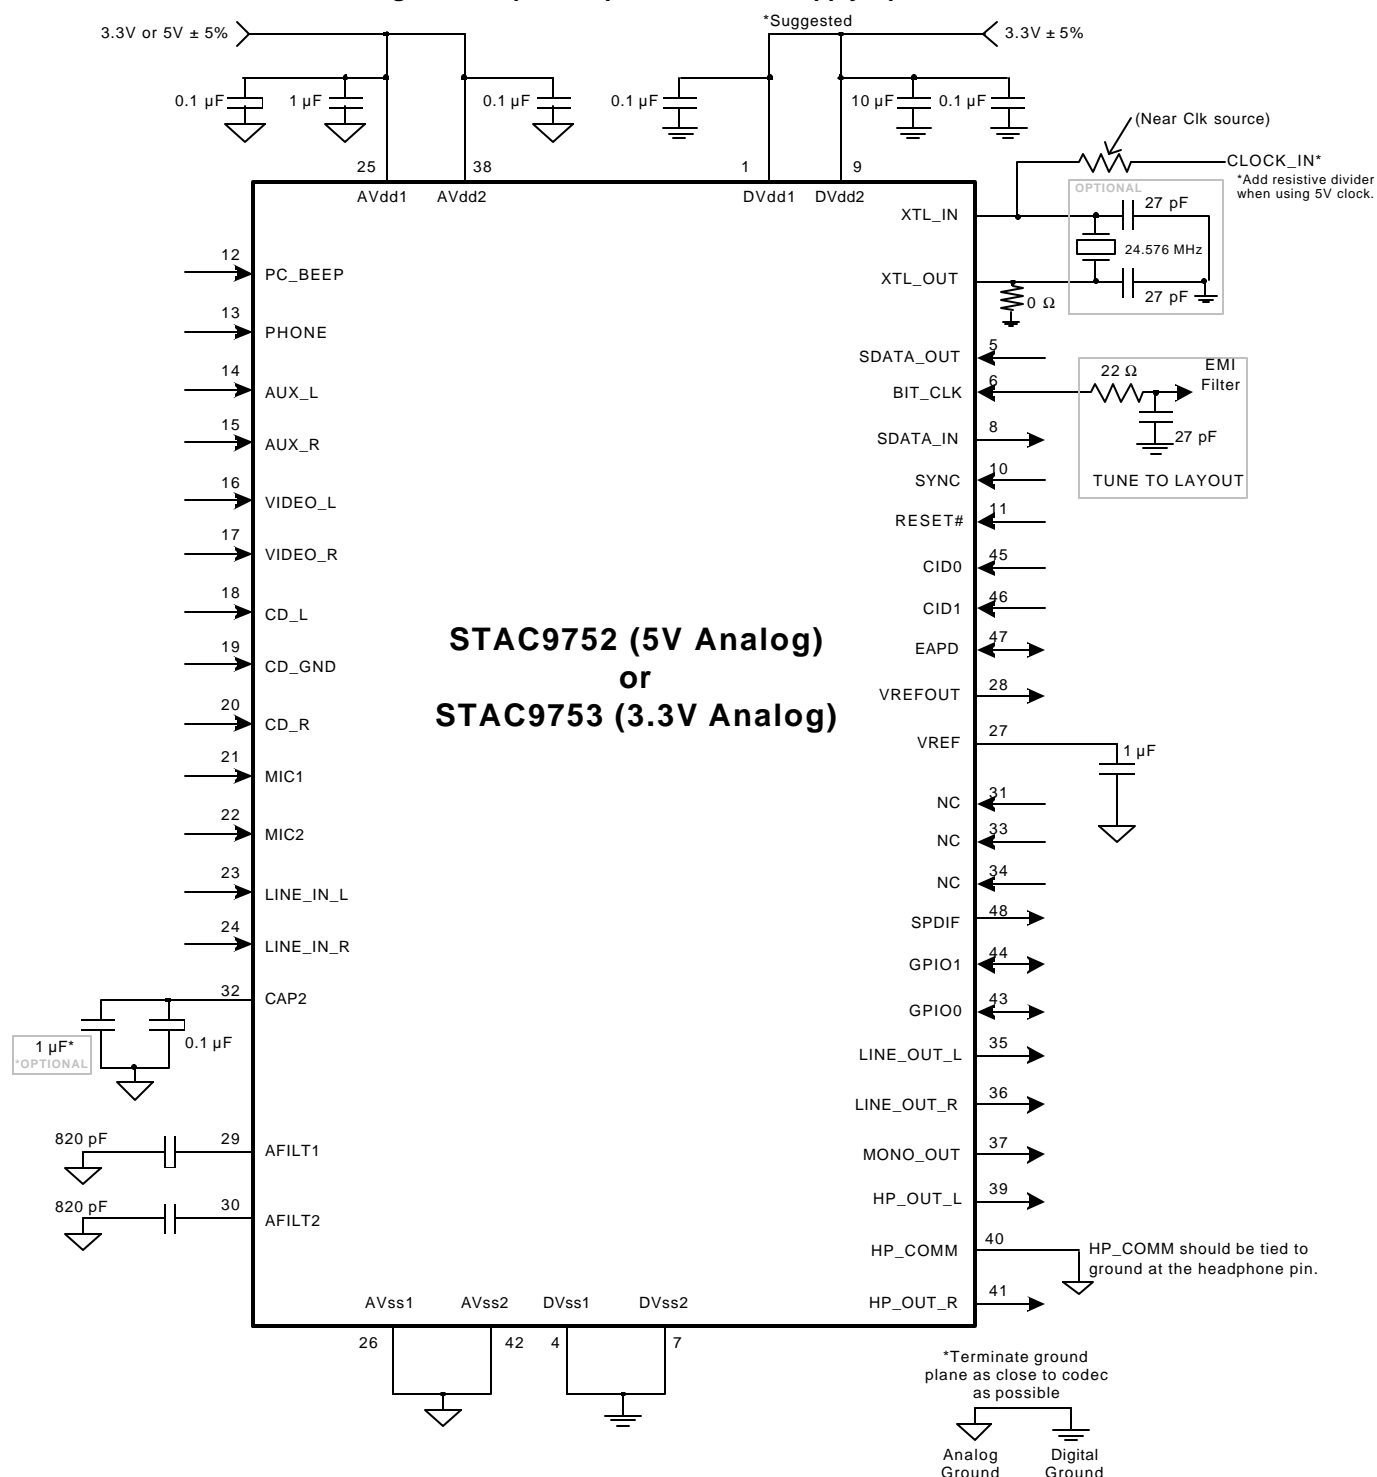 *Suggested
3.3V or 5V ± 5%
3.3V ± 5%
0.1 µF
1 µF
0.1 µF
0.1 µF
10 µF
0.1 µF
(Near Clk source)
CLOCK_IN*
*Add resistive divider
when using 5V clock.
25
38
1
9
AVdd1
AVdd2
DVdd1
DVdd2
OPTIONAL
XTL_IN
27 pF
24.576 MHz
XTL_OUT
27 pF
0 Ω
12
PC_BEEP
13
PHONE
14
AUX_L
15
AUX_R
16
VIDEO_L
17
VIDEO_R
18
CD_L
19
CD_GND
20
CD_R
21
MIC1
22
MIC2
23
LINE_IN_L
24
LINE_IN_R
32
CAP2
1 µF*
*OPTIONAL
0.1 µF
820 pF
29
AFILT1
820 pF
30
AFILT2
STAC9752 (5V Analog)
or
STAC9753 (3.3V Analog)
SDATA_OUT
5
BIT_CLK
6
22 Ω
EMI
Filter
27 pF
TUNE TO LAYOUT
SDATA_IN
8
SYNC
10
RESET#
11
CID0
45
CID1
46
EAPD
47
VREFOUT
28
VREF
27
1 µF
NC
31
NC
33
NC
34
SPDIF
48
GPIO1
44
GPIO0
43
LINE_OUT_L
35
LINE_OUT_R
36
MONO_OUT
37
HP_OUT_L
39
HP_COMM
40
HP_COMM should be tied to
ground at the headphone pin.
HP_OUT_R
41
AVss1
AVss2
DVss1
DVss2
26
42
4
7
*Terminate ground
plane as close to codec
as possible
Analog
Ground
Digital
Ground